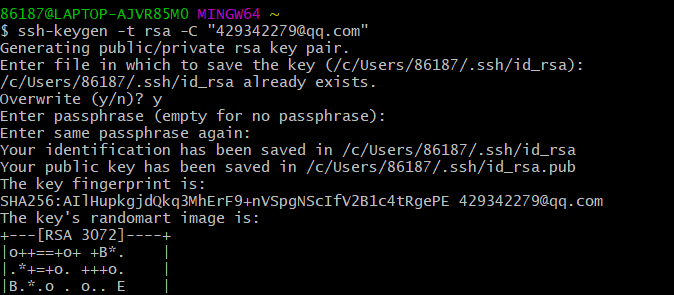 86187@LAPTOP-AJVR85M0 MINGW64 ~
$ ssh-keygen -t rsa -C "429342279@qq.com"
Generating public/private rsa key pair.
Enter file in which to save the key (/c/Users/86187/.ssh/id_rsa):
/c/Users/86187/.ssh/id_rsa already exists.
Overwrite (y/n)? y
Enter passphrase (empty for no passphrase):
Enter same passphrase again:
Your identification has been saved in /c/Users/86187/.ssh/id_rsa
Your public key has been saved in /c/Users/86187/.ssh/id_rsa.pub
The key fingerprint is:
SHA256:AIlHupkgjdQkq3MhErF9+nVSpgNScIfV2B1c4tRgePE 429342279@qq.com
The key's randomart image is:
+---[RSA 3072]----+
|o++==+o+ +B*.    |
|.*+=+o. +++o.    |
|B.*.o . o.. E    |